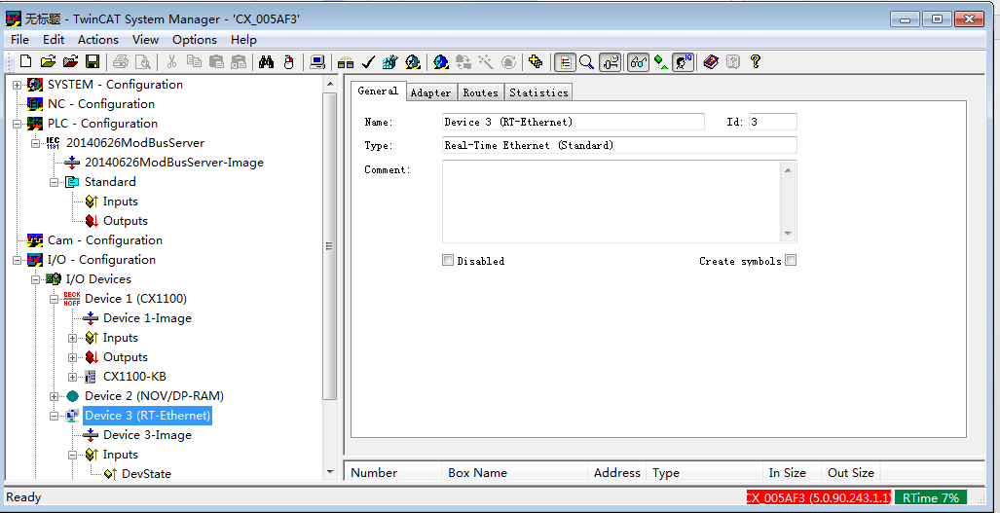 无标题 - TwinCAT System Manager - 'CX_005AF3'
File Edit Actions View Options Help
SYSTEM - Configuration
NC - Configuration
PLC - Configuration
IEC 1131 20140626ModBusServer
20140626ModBusServer-Image
Standard
Inputs
Outputs
Cam - Configuration
I/O - Configuration
I/O Devices
BECK HOFF Device 1 (CX1100)
Device 1-Image
Inputs
Outputs
CX1100-KB
Device 2 (NOV/DP-RAM)
Device 3 (RT-Ethernet)
Device 3-Image
Inputs
DevState
General Adapter Routes Statistics
Name: Device 3 (RT-Ethernet) Id: 3
Type: Real-Time Ethernet (Standard)
Comment:
Disabled Create symbols
Number Box Name Address Type In Size Out Size
Ready CX_005AF3 (5.0.90.243.1.1) RTime 7%